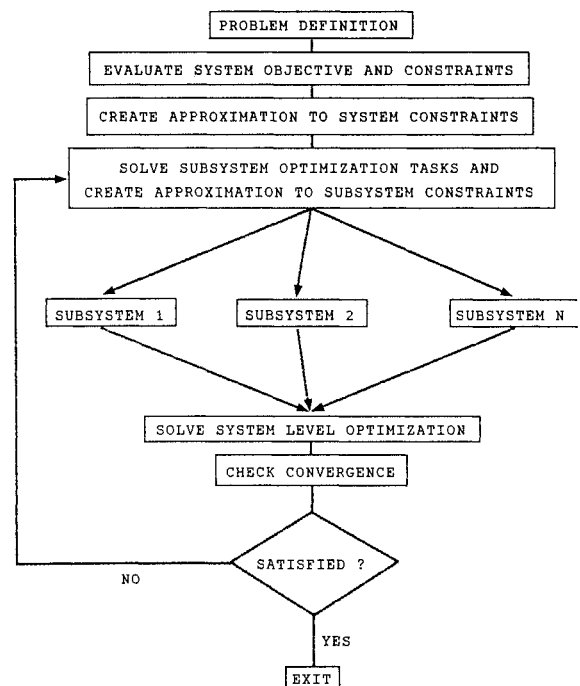 PROBLEM DEFINITION
EVALUATE SYSTEM OBJECTIVE AND CONSTRAINTS
CREATE APPROXIMATION TO SYSTEM CONSTRAINTS
SOLVE SUBSYSTEM OPTIMIZATION TASKS AND
CREATE APPROXIMATION TO SUBSYSTEM CONSTRAINTS
SUBSYSTEM 1
SUBSYSTEM 2
SUBSYSTEM N
SOLVE SYSTEM LEVEL OPTIMIZATION
CHECK CONVERGENCE
SATISFIED ?
NO
YES
EXIT